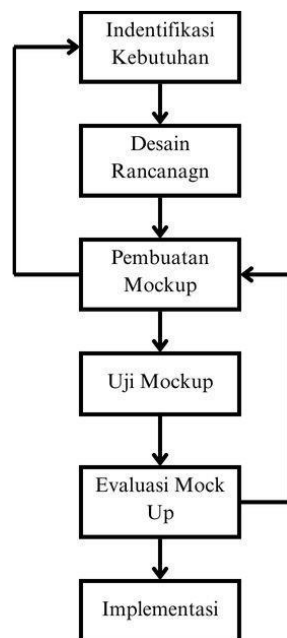 Indentifikasi
Kebutuhan
Desain
Rancanagn
Pembuatan
Mockup
Uji Mockup
Evaluasi Mock
Up
Implementasi